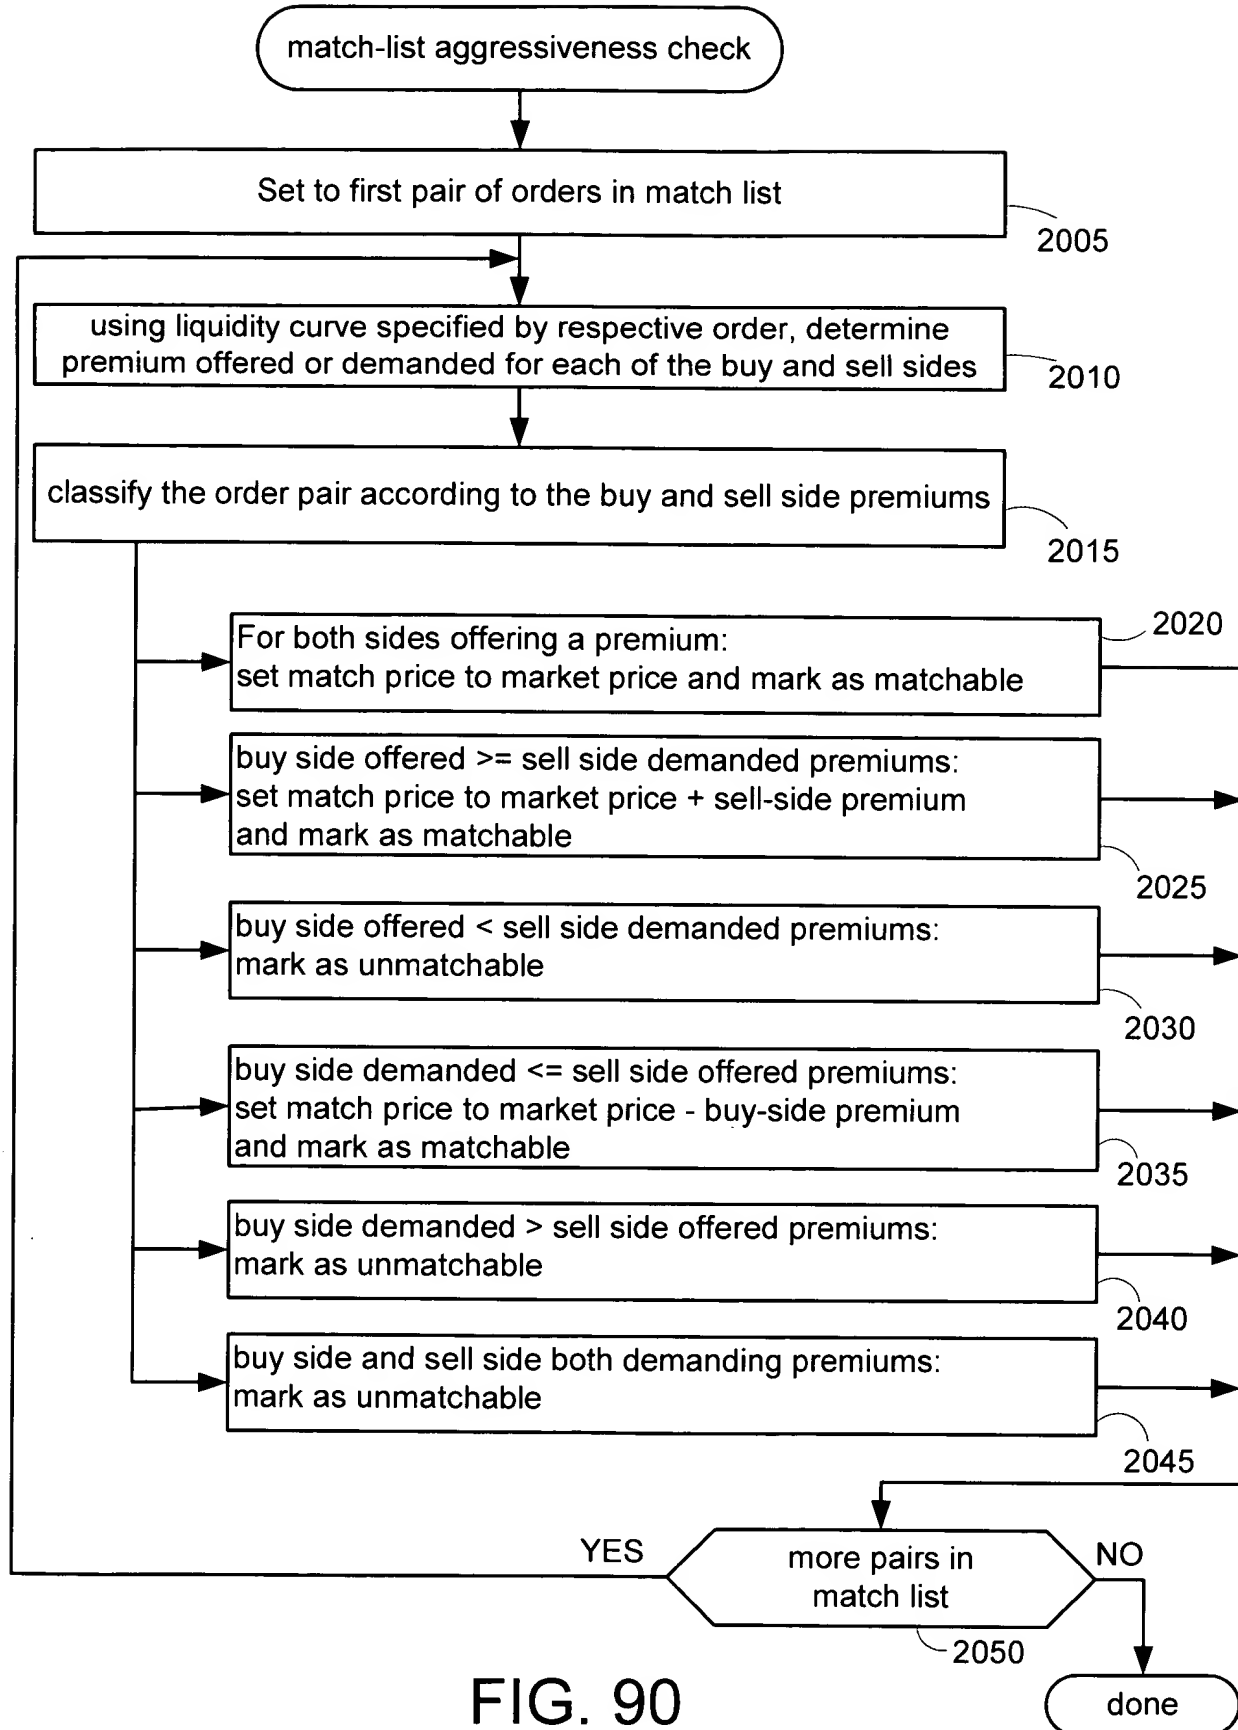 match-list aggressiveness check
Set to first pair of orders in match list
2005
using liquidity curve specified by respective order, determine
premium offered or demanded for each of the buy and sell sides
2010
classify the order pair according to the buy and sell side premiums
2015
For both sides offering a premium:
set match price to market price and mark as matchable
2020
buy side offered >= sell side demanded premiums:
set match price to market price + sell-side premium
and mark as matchable
2025
buy side offered < sell side demanded premiums:
mark as unmatchable
2030
buy side demanded <= sell side offered premiums:
set match price to market price - buy-side premium
and mark as matchable
2035
buy side demanded > sell side offered premiums:
mark as unmatchable
2040
buy side and sell side both demanding premiums:
mark as unmatchable
2045
YES
more pairs in
match list
NO
2050
done
FIG. 90